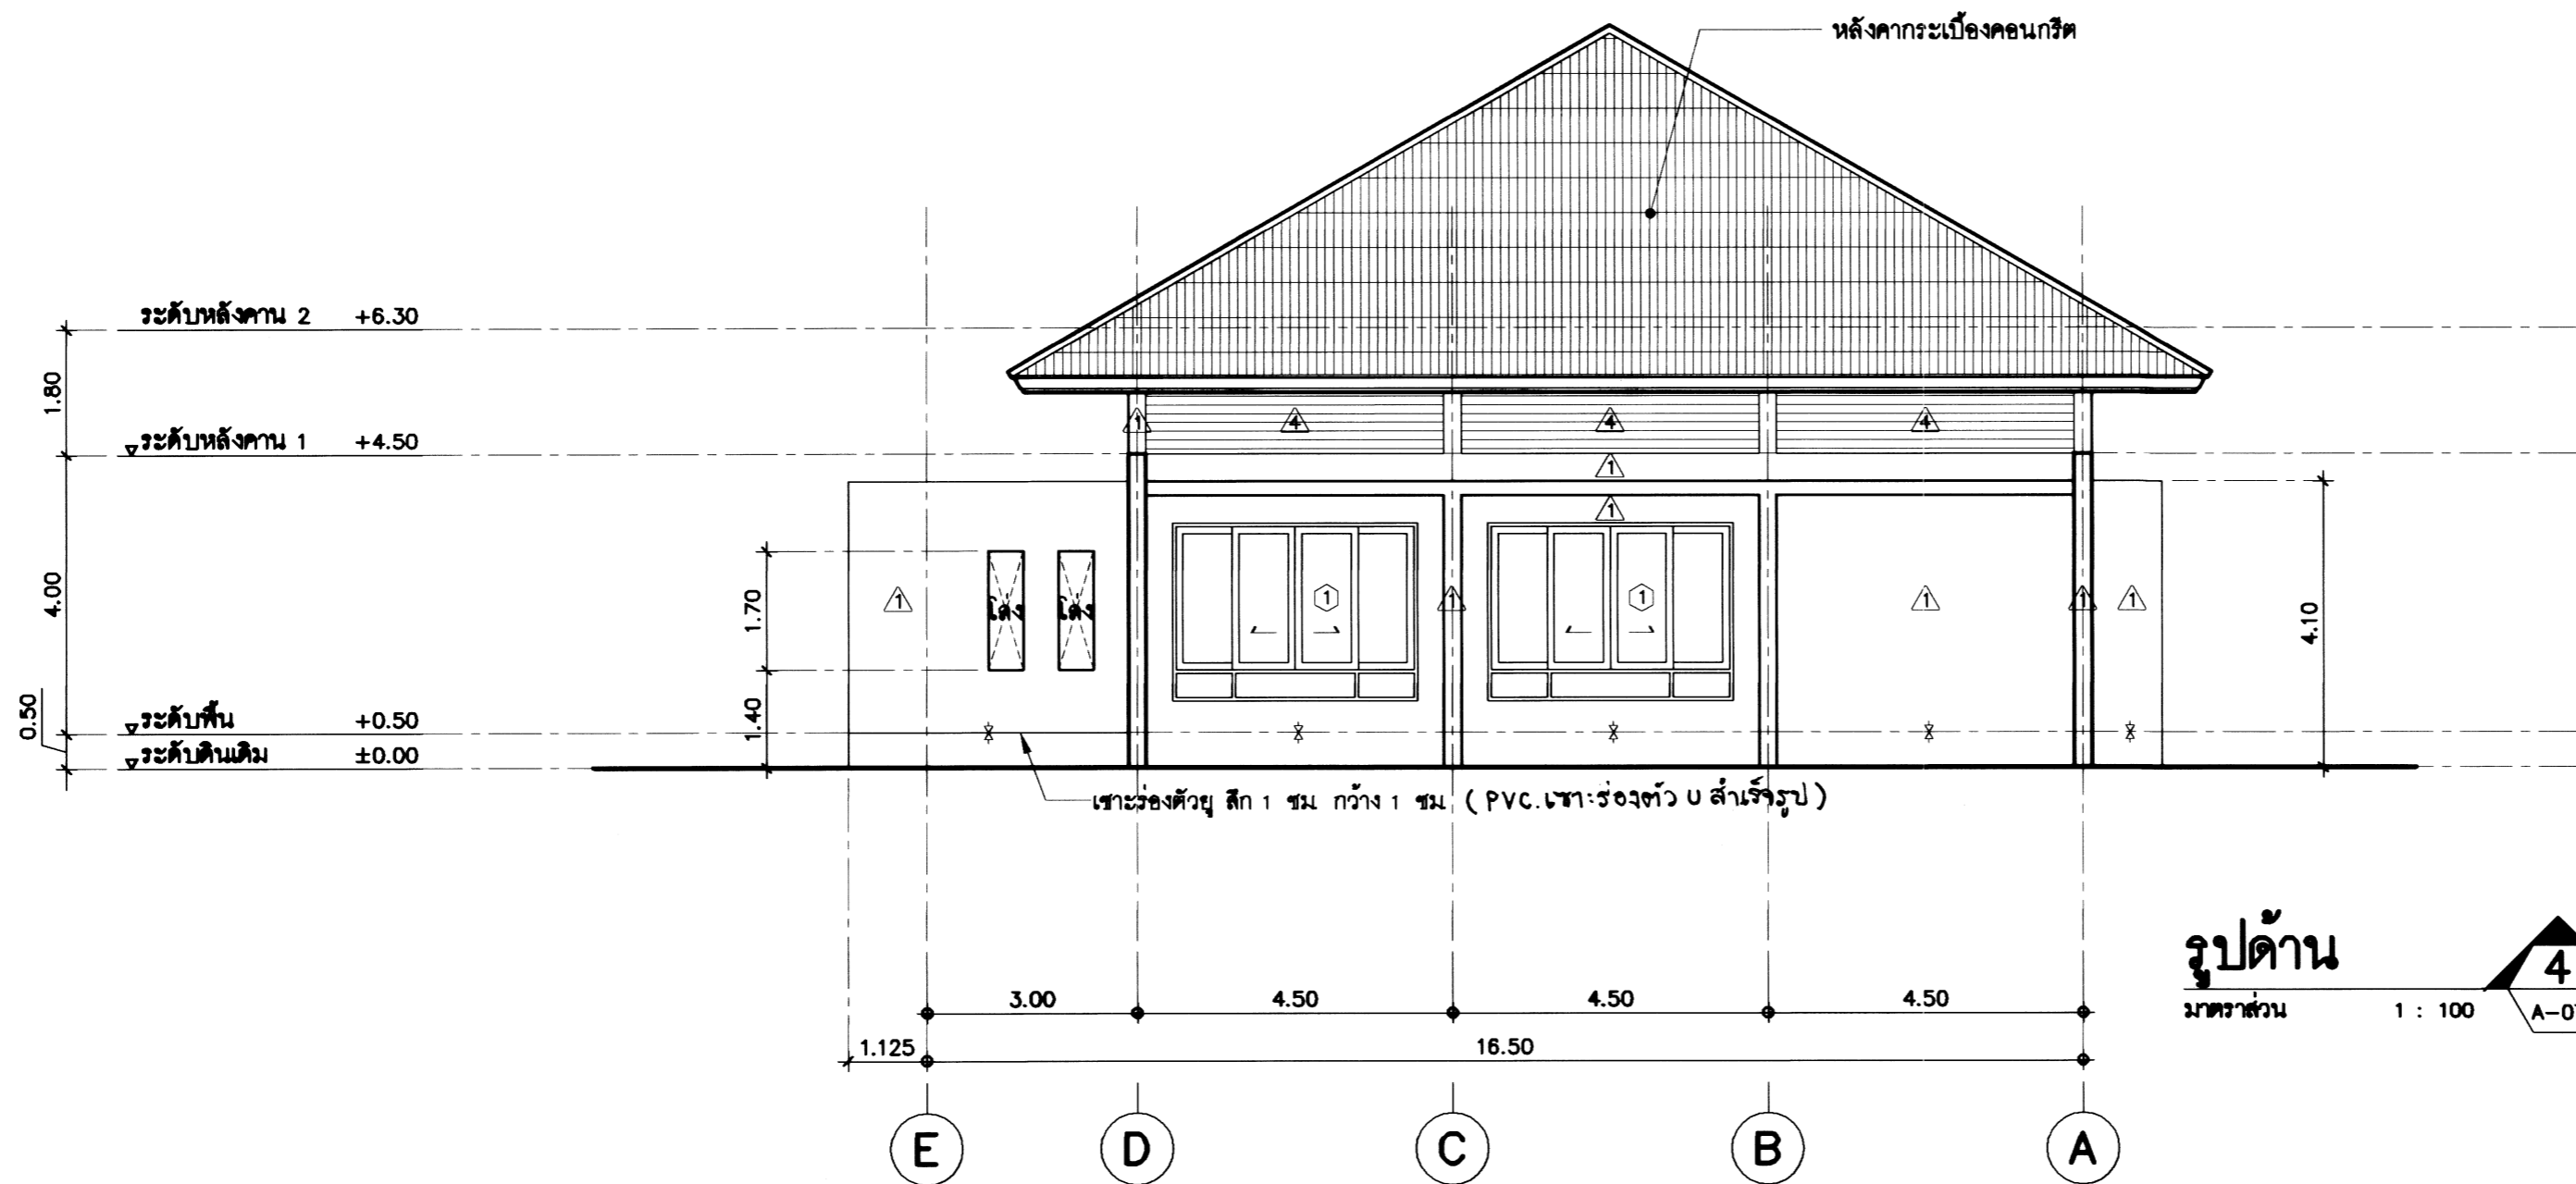 หลังคากระเบื้องคอนกรีต
ระดับหลังคาน 2 +6.30
1.80
ระดับหลังคาน 1 +4.50
1 4 4 4
1
1
4.00
1.70
4.10
1 โล่ง โล่ง 1 1 1 1 1 1
0.50
1.40
ระดับพื้น +0.50
ระดับดินเดิม ±0.00
เซาะร่องตัวยู ลึก 1 ซม. กว้าง 1 ซม. (PVC.เซาะร่องตัว U สำเร็จรูป)
รูปด้าน 4
มาตราส่วน 1 : 100
3.00 4.50 4.50 4.50
1.125 16.50
E D C B A